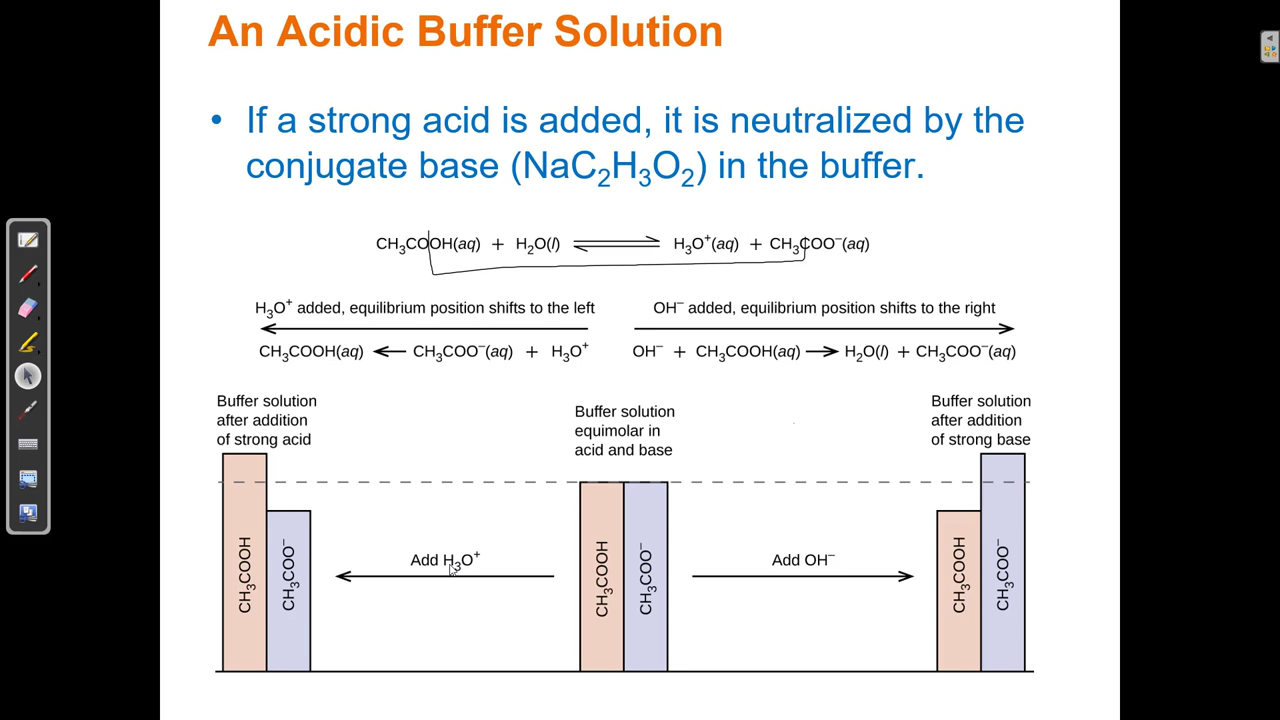 An Acidic Buffer Solution
• If a strong acid is added, it is neutralized by the
conjugate base (NaC₂H₃O₂) in the buffer.
CH₃COOH(aq) + H₂O(l) ⇌ H₃O⁺(aq) + CH₃COO⁻(aq)
H₃O⁺ added, equilibrium position shifts to the left
CH₃COOH(aq) ⟵ CH₃COO⁻(aq) + H₃O⁺
OH⁻ added, equilibrium position shifts to the right
OH⁻ + CH₃COOH(aq) ⟶ H₂O(l) + CH₃COO⁻(aq)
Buffer solution
after addition
of strong acid
Buffer solution
equimolar in
acid and base
Buffer solution
after addition
of strong base
CH₃COOH
CH₃COO⁻
Add H₃O⁺
CH₃COOH
CH₃COO⁻
Add OH⁻
CH₃COOH
CH₃COO⁻